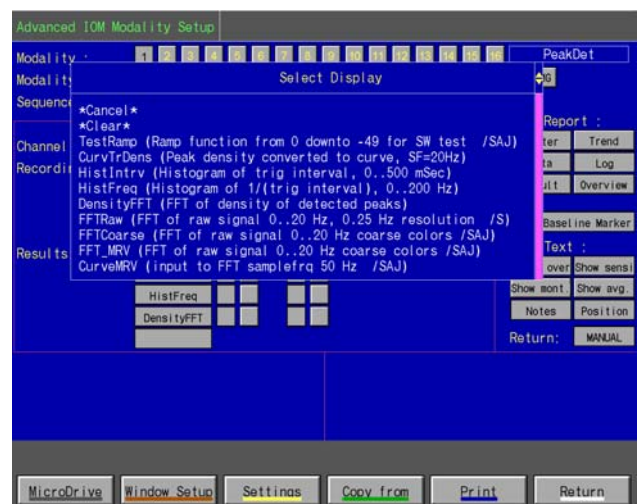 Advanced IOM Modality Setup
Modality : 1 2 3 4 5 6 7 8 9 10 11 12 13 14 15 16 PeakDet
Modalit
Select Display
Sequenc
*Cancel*
*Clear*
TestRamp (Ramp function from 0 downto -49 for SW test /SAJ)
CurvTrDens (Peak density converted to curve, SF=20Hz)
HistIntrv (Histogram of trig interval, 0..500 mSec)
HistFreq (Histogram of 1/(trig interval), 0..200 Hz)
DensityFFT (FFT of density of detected peaks)
FFTRaw (FFT of raw signal 0..20 Hz, 0.25 Hz resolution /S)
FFTCoarse (FFT of raw signal 0..20 Hz coarse colors /SAJ)
FFT_MRV (FFT of raw signal 0..20 Hz coarse colors /SAJ)
CurveMRV (input to FFT samplefrq 50 Hz /SAJ)
Channel
Recordi
Results
HistFreq
DensityFFT
Report :
Trend
Log
Overview
Baseline Marker
Text :
over Show sensi
Show mont. Show avg.
Notes Position
Return: MANUAL
MicroDrive Window Setup Settings Copy from Print Return